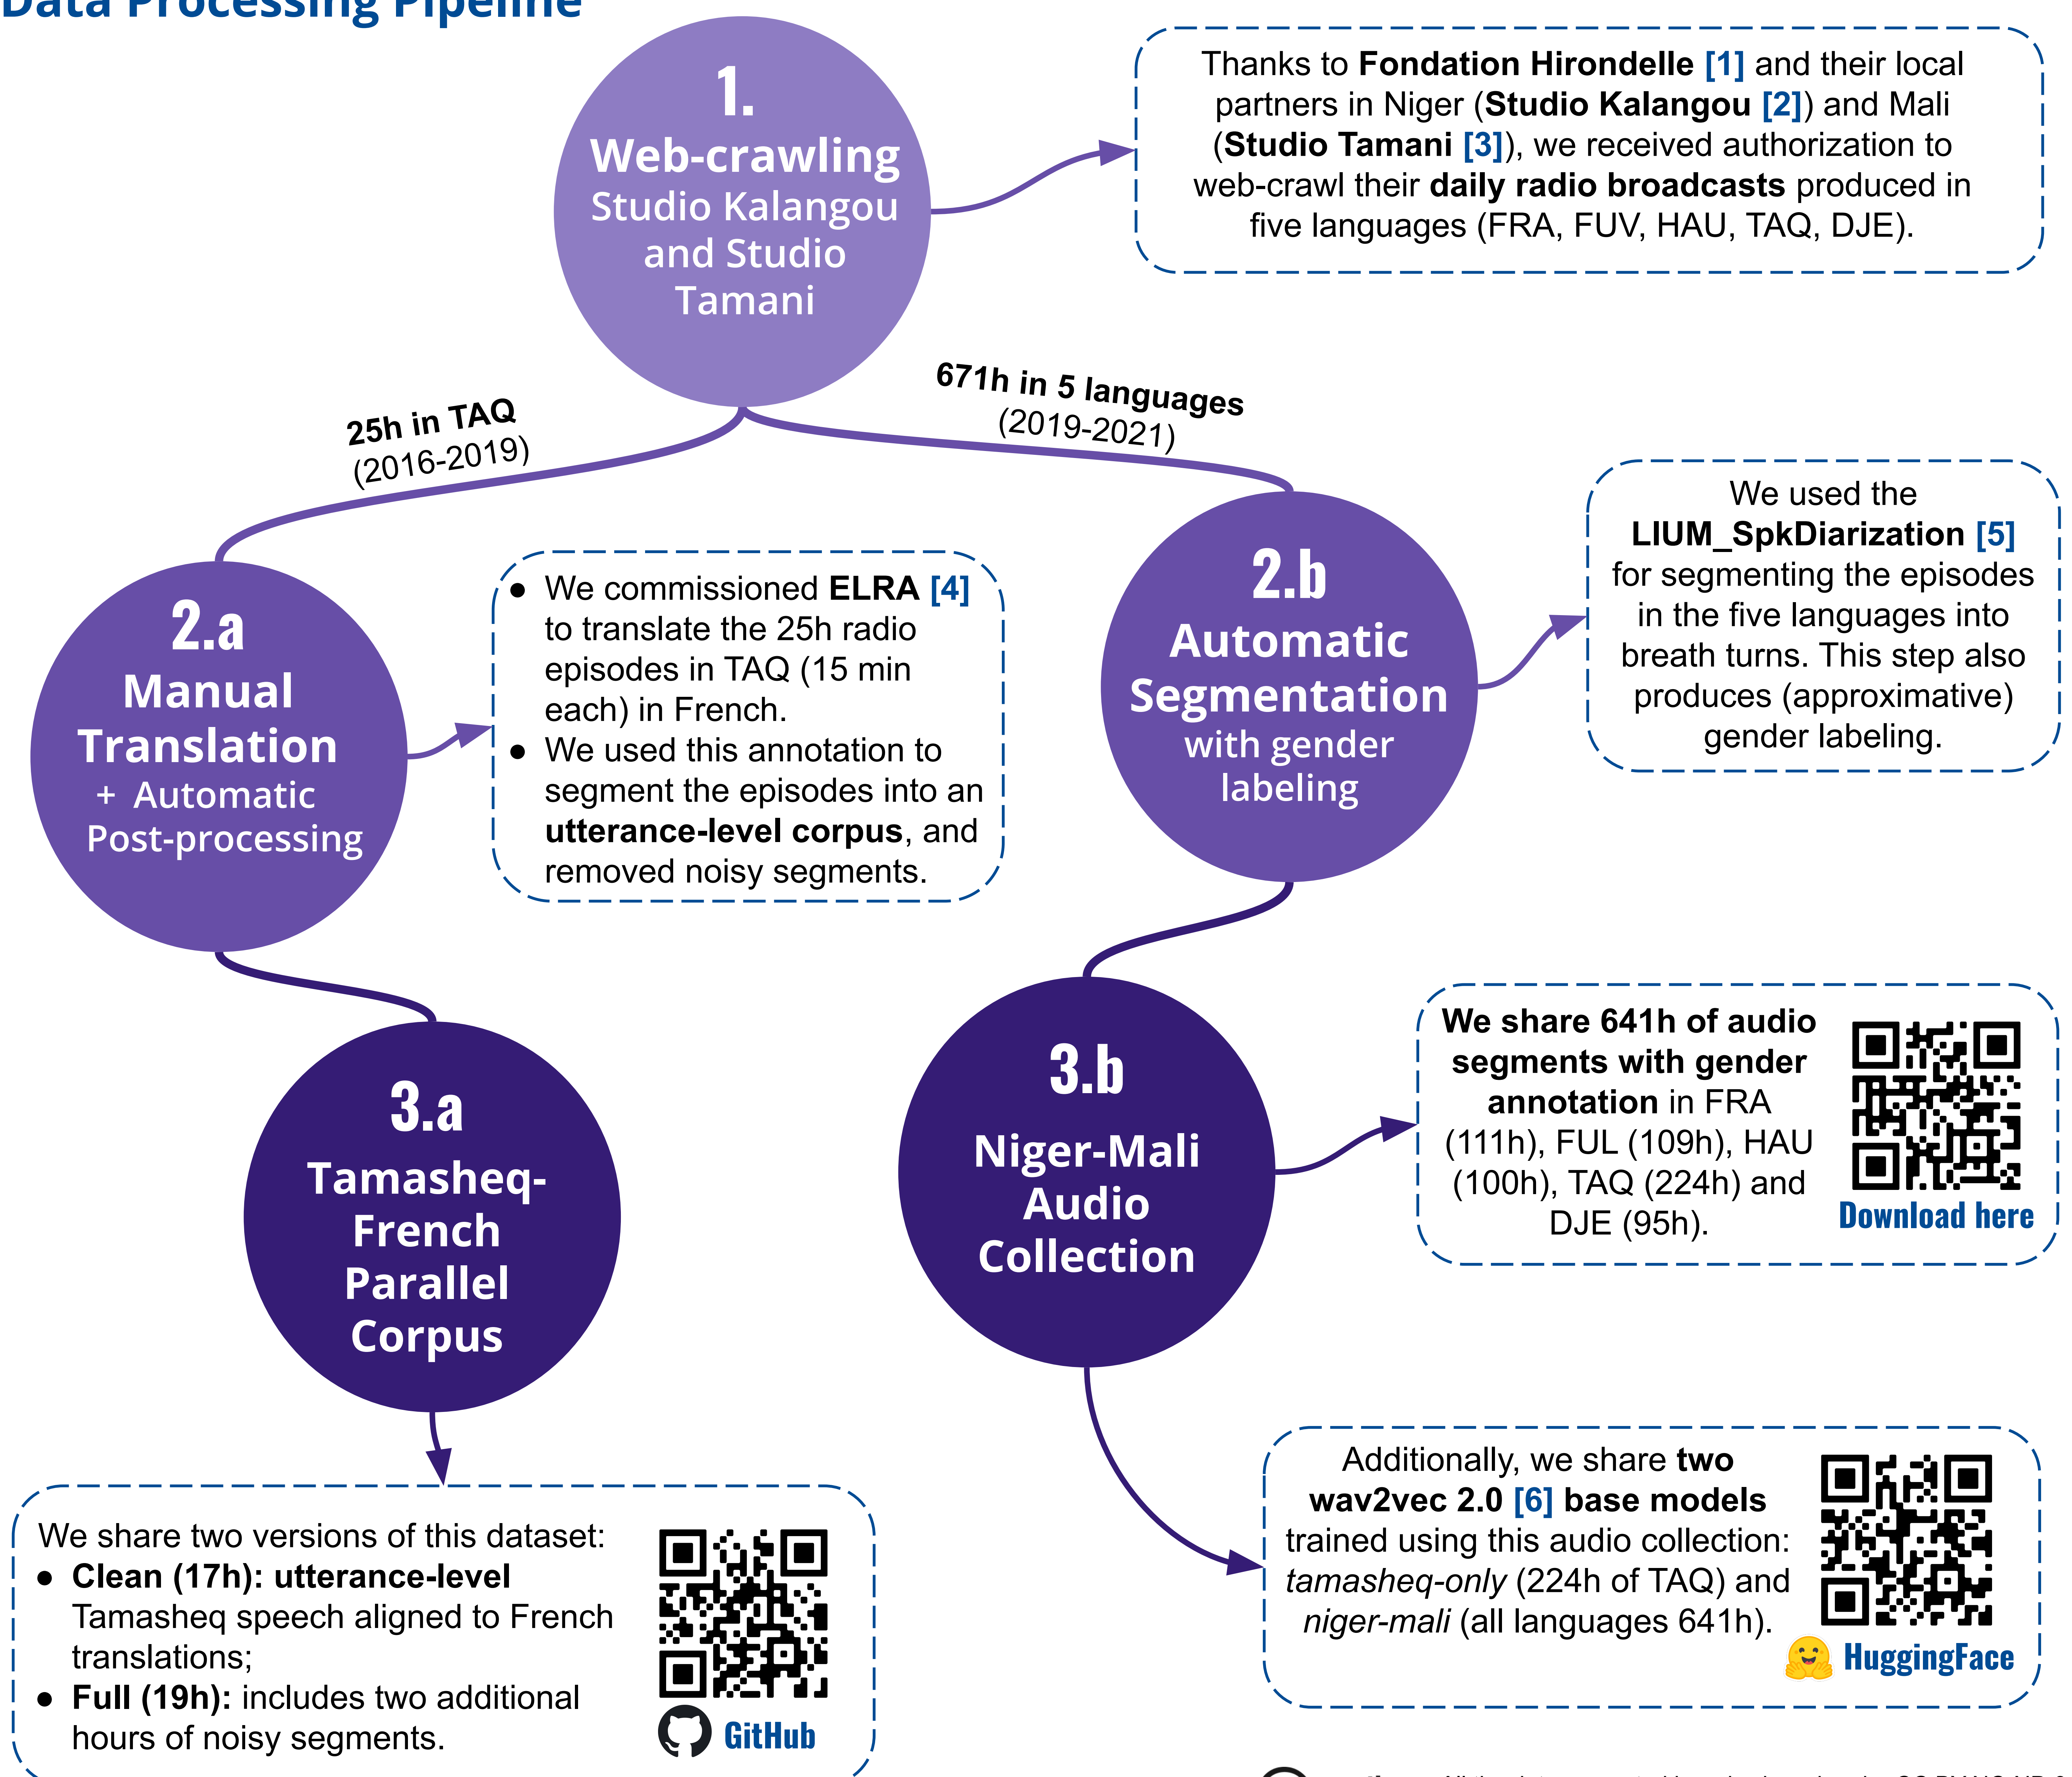 Data Processing Pipeline
1.
Web-crawling
Studio Kalangou
and Studio
Tamani
Thanks to Fondation Hirondelle [1] and their local
partners in Niger (Studio Kalangou [2]) and Mali
(Studio Tamani [3]), we received authorization to
web-crawl their daily radio broadcasts produced in
five languages (FRA, FUV, HAU, TAQ, DJE).
25h in TAQ
(2016-2019)
671h in 5 languages
(2019-2021)
2.a
Manual
Translation
+ Automatic
Post-processing
● We commissioned ELRA [4]
to translate the 25h radio
episodes in TAQ (15 min
each) in French.
● We used this annotation to
segment the episodes into an
utterance-level corpus, and
removed noisy segments.
2.b
Automatic
Segmentation
with gender
labeling
We used the
LIUM_SpkDiarization [5]
for segmenting the episodes
in the five languages into
breath turns. This step also
produces (approximative)
gender labeling.
3.a
Tamasheq-
French
Parallel
Corpus
3.b
Niger-Mali
Audio
Collection
We share 641h of audio
segments with gender
annotation in FRA
(111h), FUL (109h), HAU
(100h), TAQ (224h) and
DJE (95h).
Download here
We share two versions of this dataset:
● Clean (17h): utterance-level
Tamasheq speech aligned to French
translations;
● Full (19h): includes two additional
hours of noisy segments.
GitHub
Additionally, we share two
wav2vec 2.0 [6] base models
trained using this audio collection:
tamasheq-only (224h of TAQ) and
niger-mali (all languages 641h).
HuggingFace